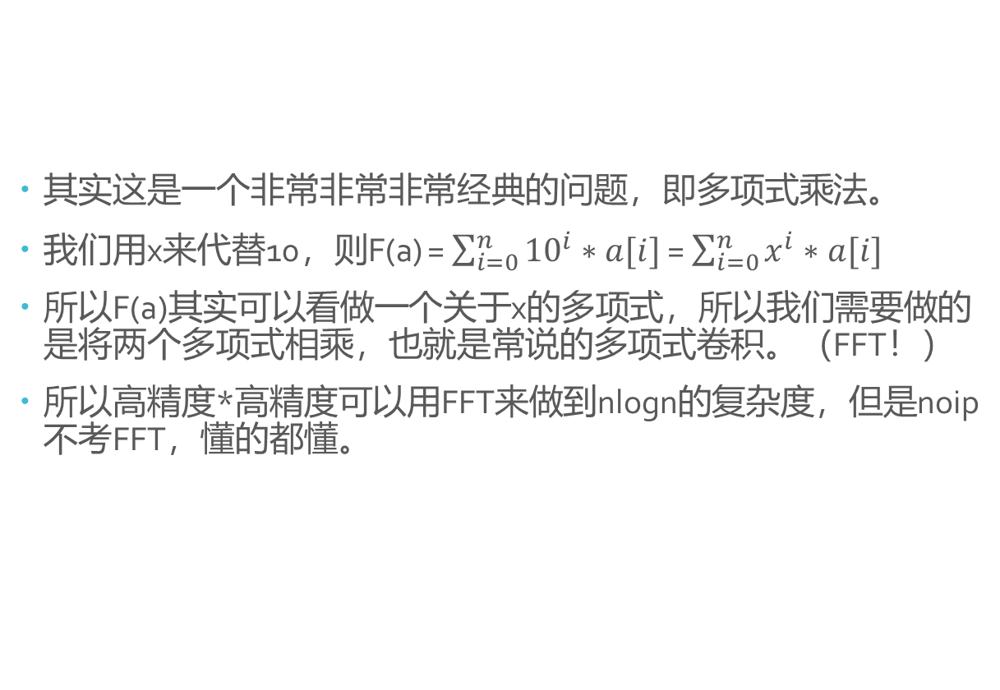 • 其实这是一个非常非常非常经典的问题，即多项式乘法。
• 我们用x来代替10，则F(a) = ∑_{i=0}^{n} 10^i * a[i] = ∑_{i=0}^{n} x^i * a[i]
• 所以F(a)其实可以看做一个关于x的多项式，所以我们需要做的
是将两个多项式相乘，也就是常说的多项式卷积。（FFT！）
• 所以高精度*高精度可以用FFT来做到nlogn的复杂度，但是noip
不考FFT，懂的都懂。